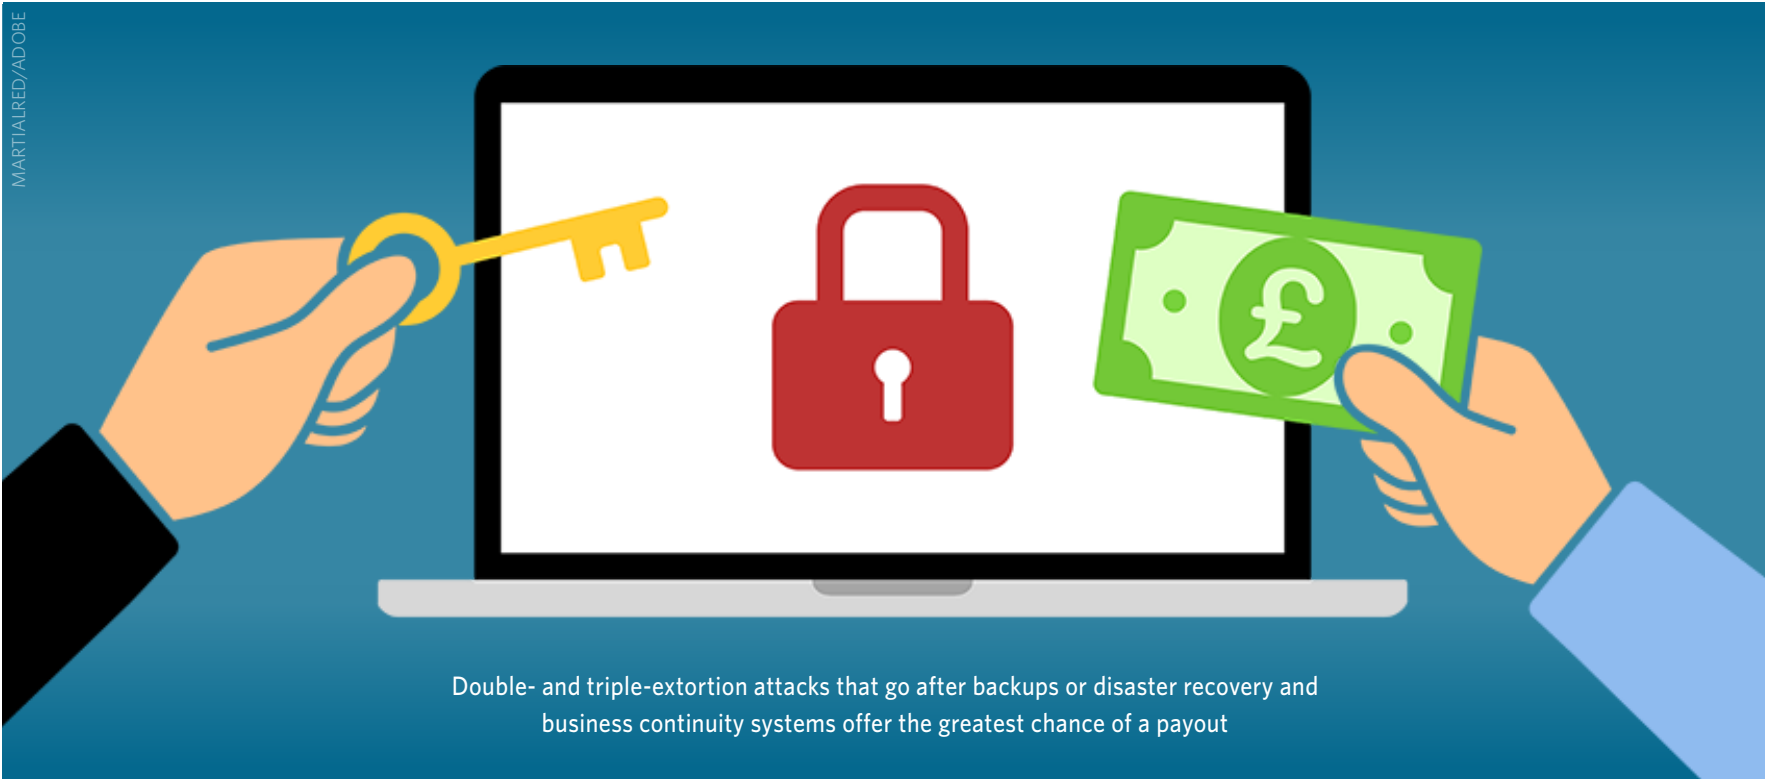 MARTIALRED/ADOBE
£
Double- and triple-extortion attacks that go after backups or disaster recovery and
business continuity systems offer the greatest chance of a payout